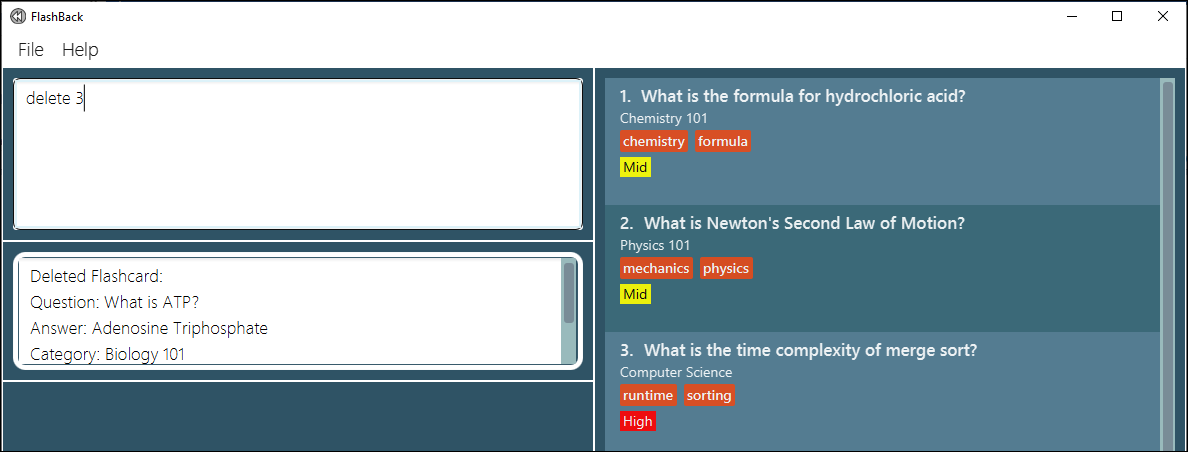 FlashBack
File Help
delete 3
Deleted Flashcard:
Question: What is ATP?
Answer: Adenosine Triphosphate
Category: Biology 101
1. What is the formula for hydrochloric acid?
Chemistry 101
chemistry formula
Mid
2. What is Newton's Second Law of Motion?
Physics 101
mechanics physics
Mid
3. What is the time complexity of merge sort?
Computer Science
runtime sorting
High